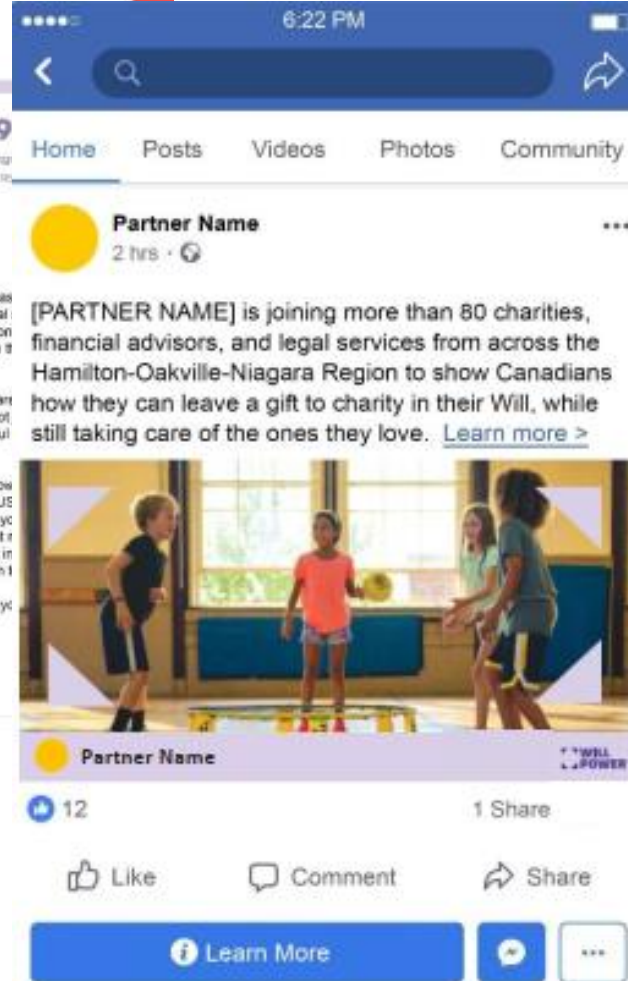 6:22 PM
Home Posts Videos Photos Community
Partner Name
2 hrs ·
[PARTNER NAME] is joining more than 80 charities,
financial advisors, and legal services from across the
Hamilton-Oakville-Niagara Region to show Canadians
how they can leave a gift to charity in their Will, while
still taking care of the ones they love. Learn more >
Partner Name
WILL
POWER
12
1 Share
Like Comment Share
Learn More